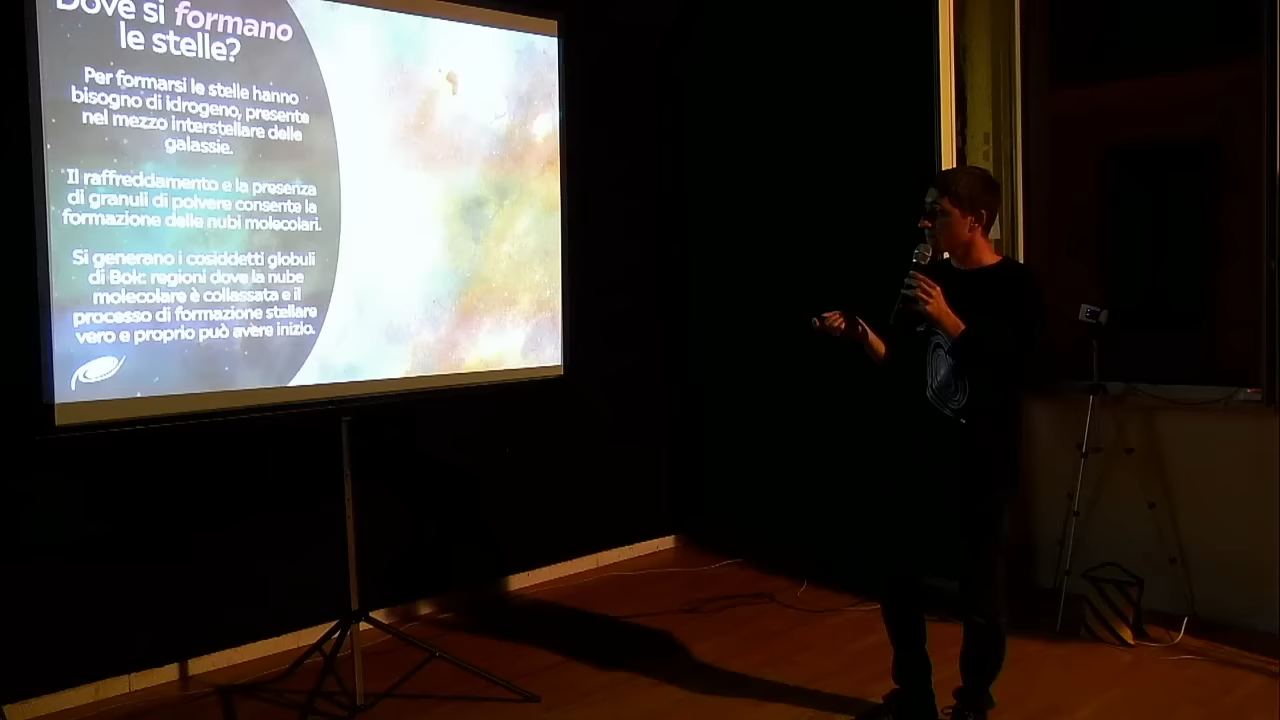 Dove si formano
le stelle?
Per formarsi le stelle hanno
bisogno di Idrogeno, presente
nel mezzo interstellare delle
galassie.
Il raffreddamento e la presenza
di granuli di polvere consente la
formazione delle nubi molecolari.
Si generano i cosiddetti globuli
di Bok: regioni dove la nube
molecolare è collassata e il
processo di formazione stellare
vero e proprio può avere inizio.